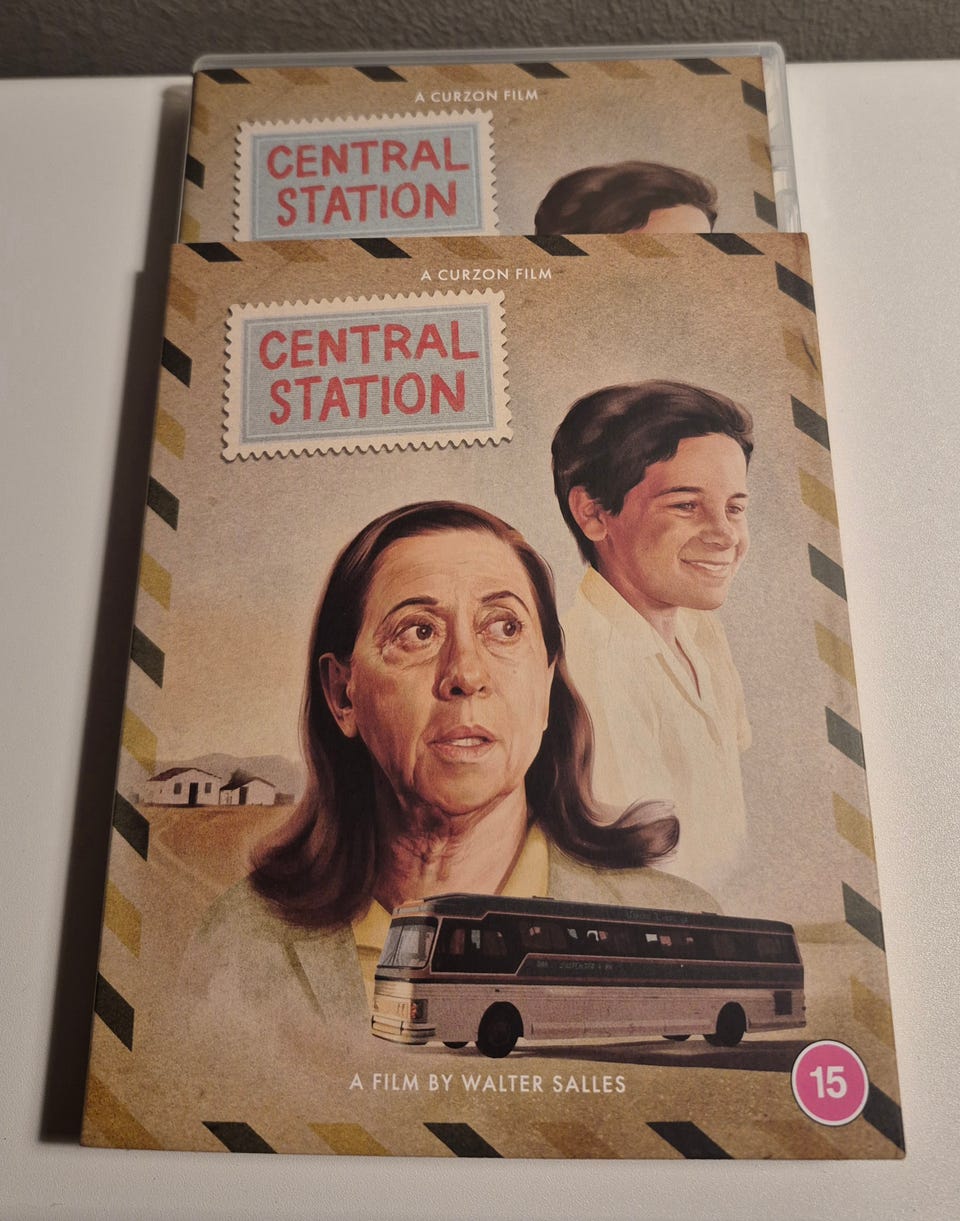 A CURZON FILM
CENTRAL
STATION
A CURZON FILM
CENTRAL
STATION
A FILM BY WALTER SALLES
15